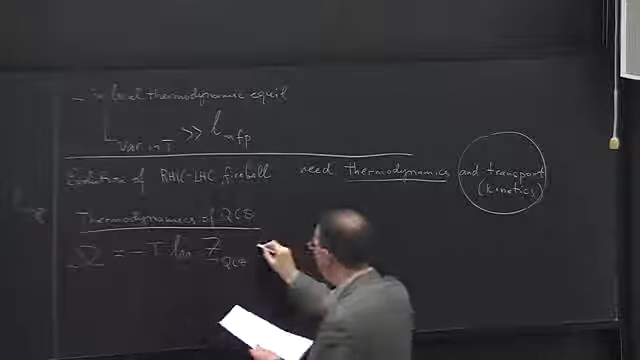 - in local thermodynamic equil
Var in T >> l mfp
Evolution of RHIC-LHC fireball need thermodynamics and transport
(kinetics)
Thermodynamics of QCD
Ω = - T ln Z QCD